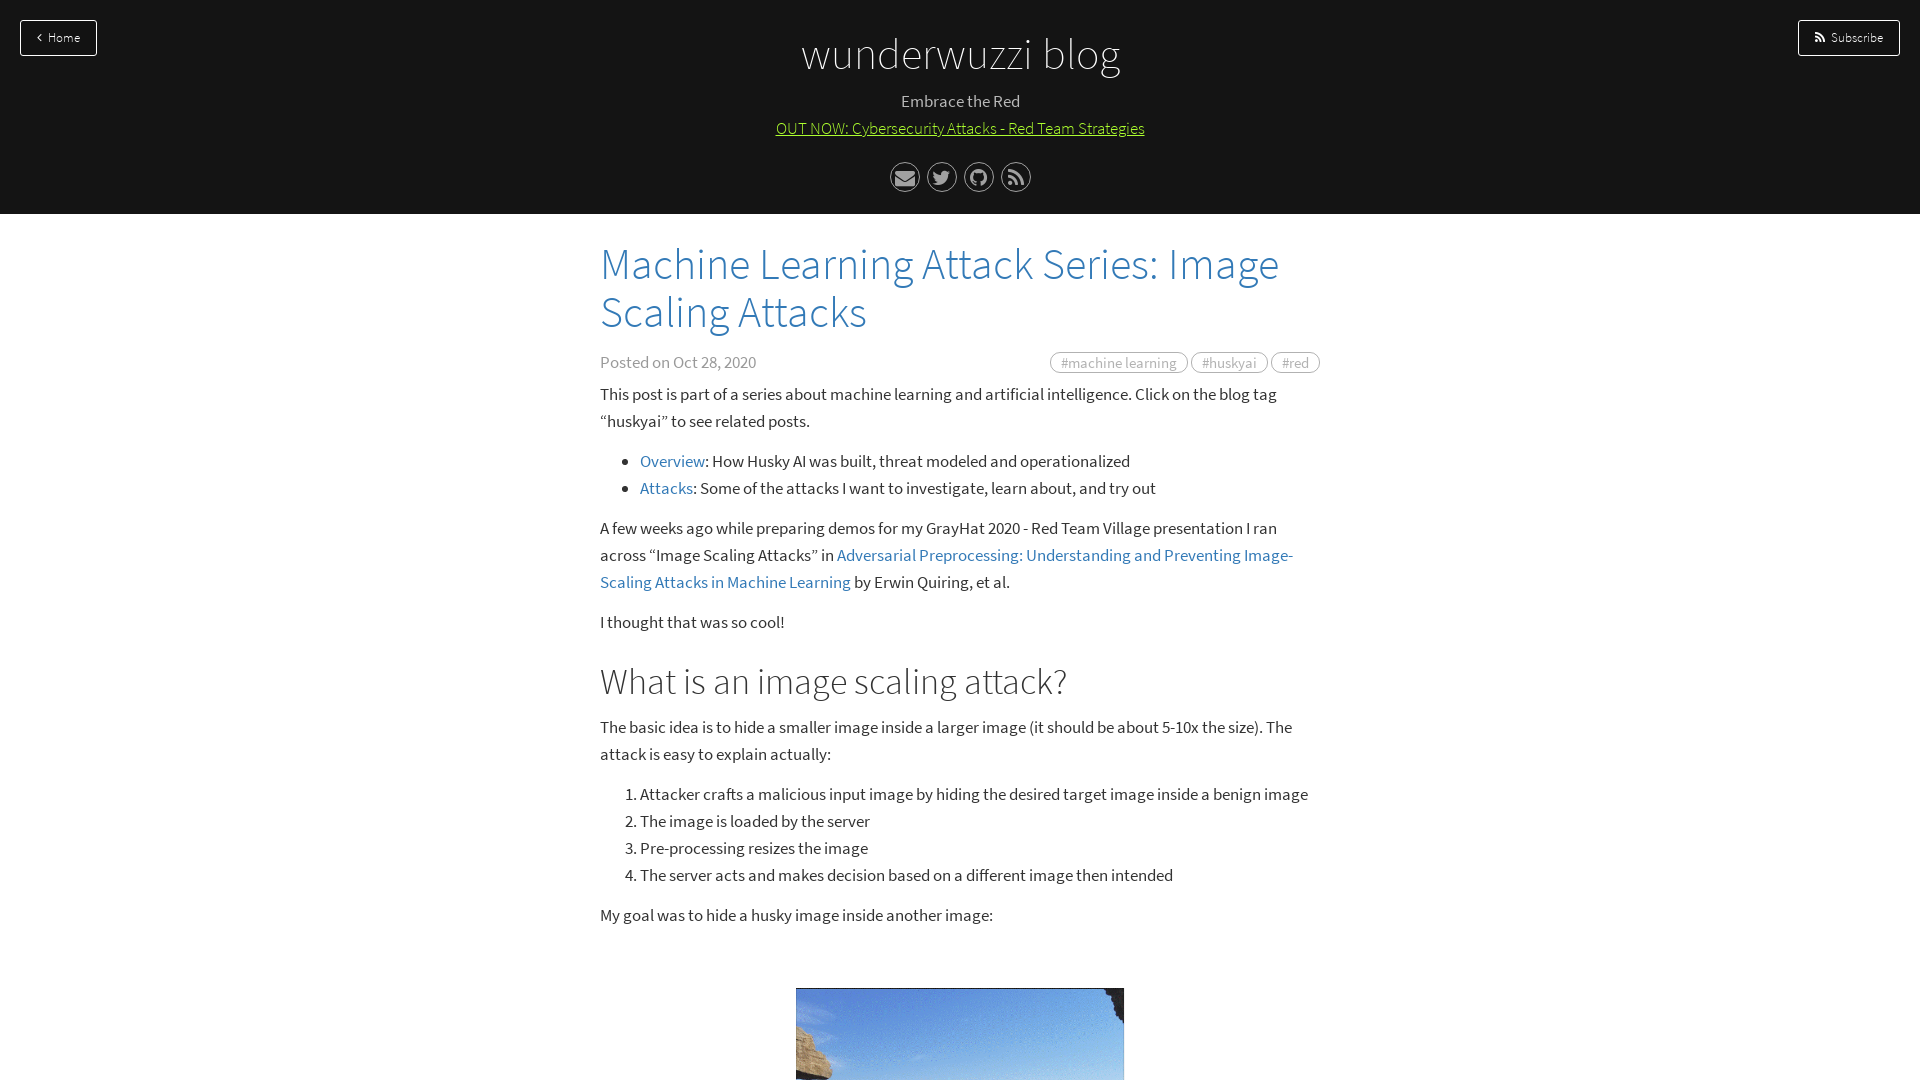 Home
Subscribe
wunderwuzzi blog
Embrace the Red
OUT NOW: Cybersecurity Attacks - Red Team Strategies
Machine Learning Attack Series: Image
Scaling Attacks
Posted on Oct 28, 2020
#machine learning #huskyai #red
This post is part of a series about machine learning and artificial intelligence. Click on the blog tag
“huskyai” to see related posts.
• Overview: How Husky AI was built, threat modeled and operationalized
• Attacks: Some of the attacks I want to investigate, learn about, and try out
A few weeks ago while preparing demos for my GrayHat 2020 - Red Team Village presentation I ran
across “Image Scaling Attacks” in Adversarial Preprocessing: Understanding and Preventing Image-
Scaling Attacks in Machine Learning by Erwin Quiring, et al.
I thought that was so cool!
What is an image scaling attack?
The basic idea is to hide a smaller image inside a larger image (it should be about 5-10x the size). The
attack is easy to explain actually:
1. Attacker crafts a malicious input image by hiding the desired target image inside a benign image
2. The image is loaded by the server
3. Pre-processing resizes the image
4. The server acts and makes decision based on a different image then intended
My goal was to hide a husky image inside another image: